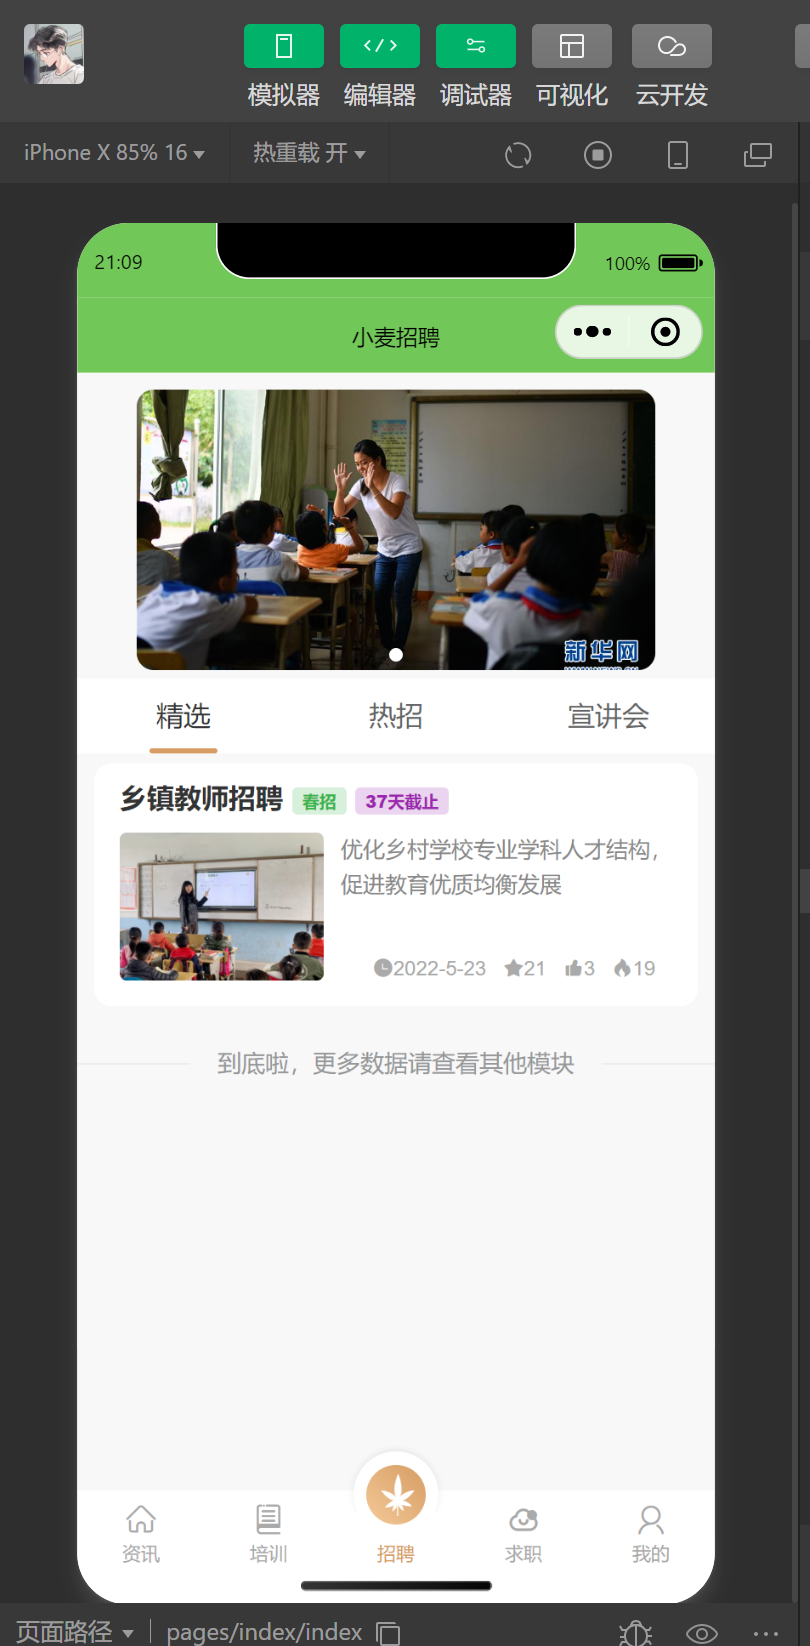 模拟器 编辑器 调试器 可视化 云开发
iPhone X 85% 16 热重载 开
21:09 100%
小麦招聘
新华网
精选 热招 宣讲会
乡镇教师招聘 春招 37天截止
优化乡村学校专业学科人才结构，
促进教育优质均衡发展
2022-5-23 21 3 19
到底啦，更多数据请查看其他模块
资讯 培训 招聘 求职 我的
页面路径 pages/index/index